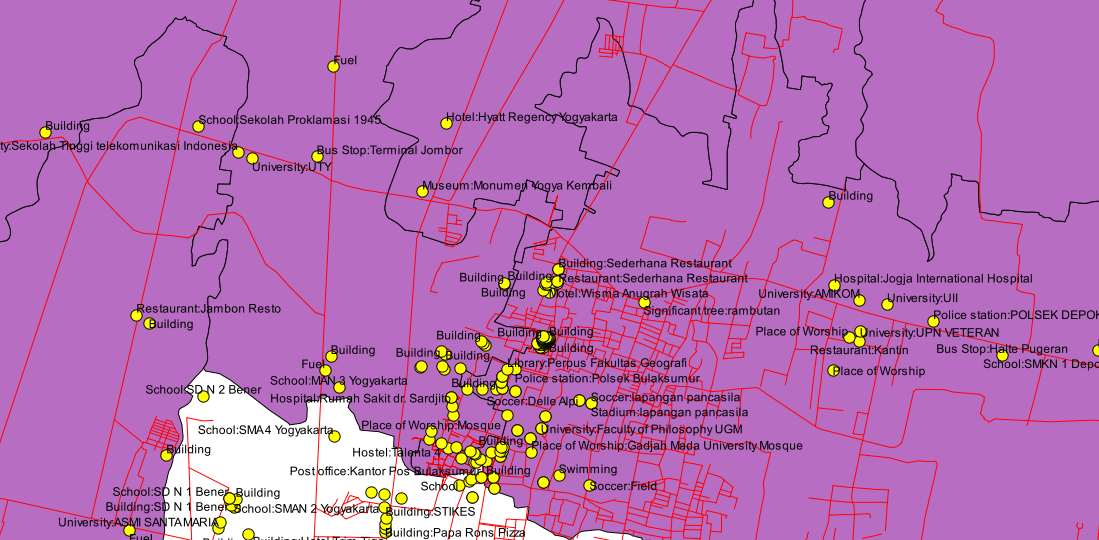 Fuel
School:Sekolah Proklamasi 1945
Hotel:Hyatt Regency Yogyakarta
Building
ty:Sekolah Tinggi telekomunikasi Indonesia
Bus Stop:Terminal Jombor
University:UTY
Museum:Monumen Yogya Kembali
Building
Building:Sederhana Restaurant
Building
Building
Restaurant:Sederhana Restaurant
Hospital:Jogja International Hospital
Building
Hotel:Wisma Anugrah Wisata
University:AMIKOM
University:UII
Significant tree:rambutan
Restaurant:Jambon Resto
Police station:POLSEK DEPOK
Building
Building
Building
Building
Place of Worship
University:UPN VETERAN
Building
Building
Restaurant:Kantin
Bus Stop:Halte Pugeran
Building
Building
Fuel
Library:Perpus Fakultas Geografi
School:SMKN 1 Depo
Place of Worship
School:MAN 3 Yogyakarta
Building
Police station:Polsek Bulaksumur
School:SD N 2 Bener
Hospital:Rumah Sakit dr. Sardjito
Soccer:Delle Alpi
Soccer:lapangan pancasila
Stadium:lapangan pancasila
School:SMA4 Yogyakarta
Place of Worship:Mosque
University:Faculty of Philosophy UGM
Building
Place of Worship:Gadjah Mada University Mosque
Building
Hostel:Talenta 4
Post office:Kantor Pos Bulaksumur
Building
Swimming
School
Soccer:Field
School:SD N 1 Bener
Building
Building:SD N 1 Bener
School:SMAN 2 Yogyakarta
Building:STIKES
University:ASMI SANTAMARIA
Building:Papa Rons Pizza
Fuel